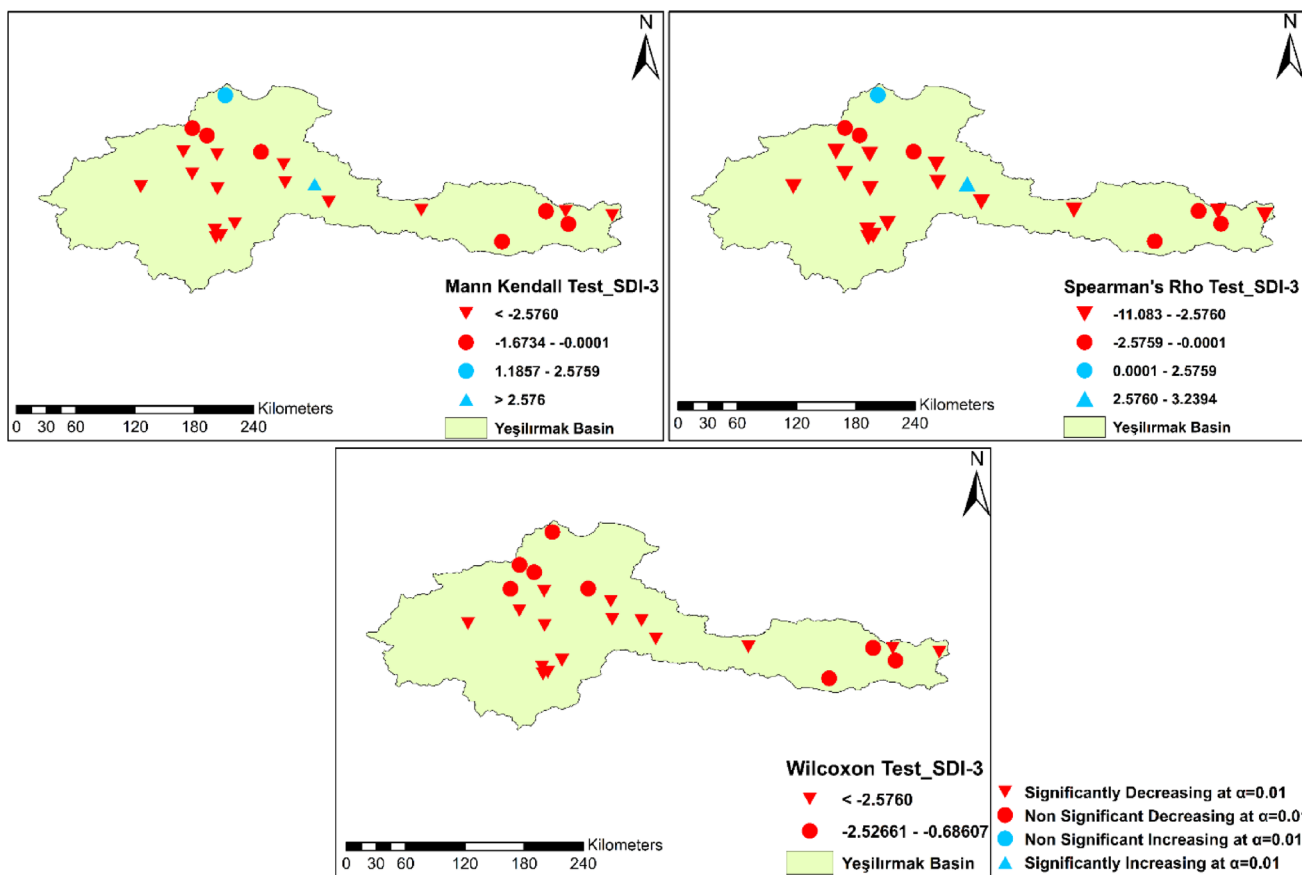 N
Mann Kendall Test_SDI-3
< -2.5760
-1.6734 - -0.0001
1.1857 - 2.5759
> 2.576
Yeşilırmak Basin
Kilometers
0 30 60 120 180 240
N
Spearman's Rho Test_SDI-3
-11.083 - -2.5760
-2.5759 - -0.0001
0.0001 - 2.5759
2.5760 - 3.2394
Yeşilırmak Basin
Kilometers
0 30 60 120 180 240
N
Wilcoxon Test_SDI-3
< -2.5760
-2.52661 - -0.68607
Yeşilırmak Basin
Kilometers
0 30 60 120 180 240
Significantly Decreasing at α=0.01
Non Significant Decreasing at α=0.01
Non Significant Increasing at α=0.01
Significantly Increasing at α=0.01